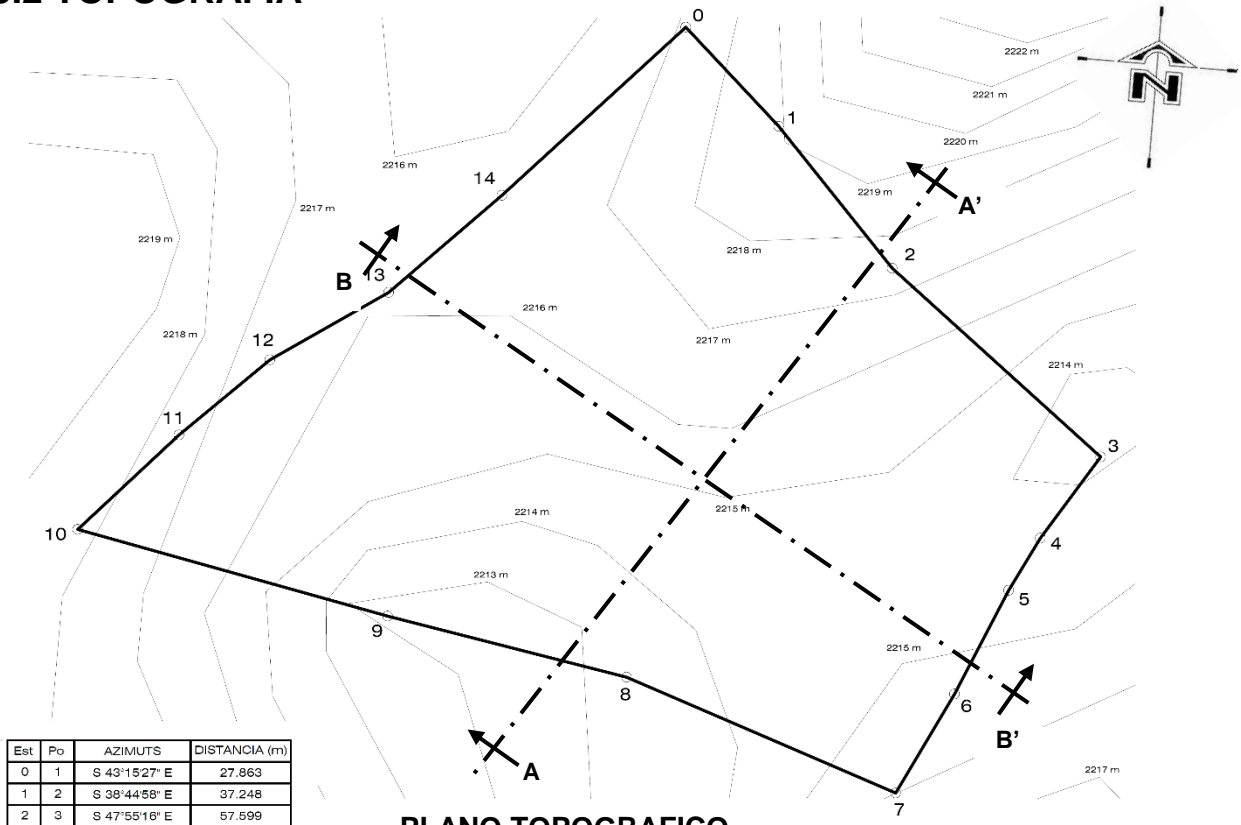 TOPOGRAFIA
0
2222 m
N
2221 m
1
2220 m
2216 m
14
2219 m
2217 m
A'
2219 m
2218 m
2
B
13
2216 m
2218 m
2217 m
12
2214 m
11
3
2215 m
10
2214 m
4
2213 m
5
9
2215 m
8
6
B'
A
2217 m
7
Est Po AZIMUTS DISTANCIA (m)
0 1 S 43°15'27" E 27.863
1 2 S 38°44'58" E 37.248
2 3 S 47°55'16" E 57.599
PLANO TOPOGRAFICO